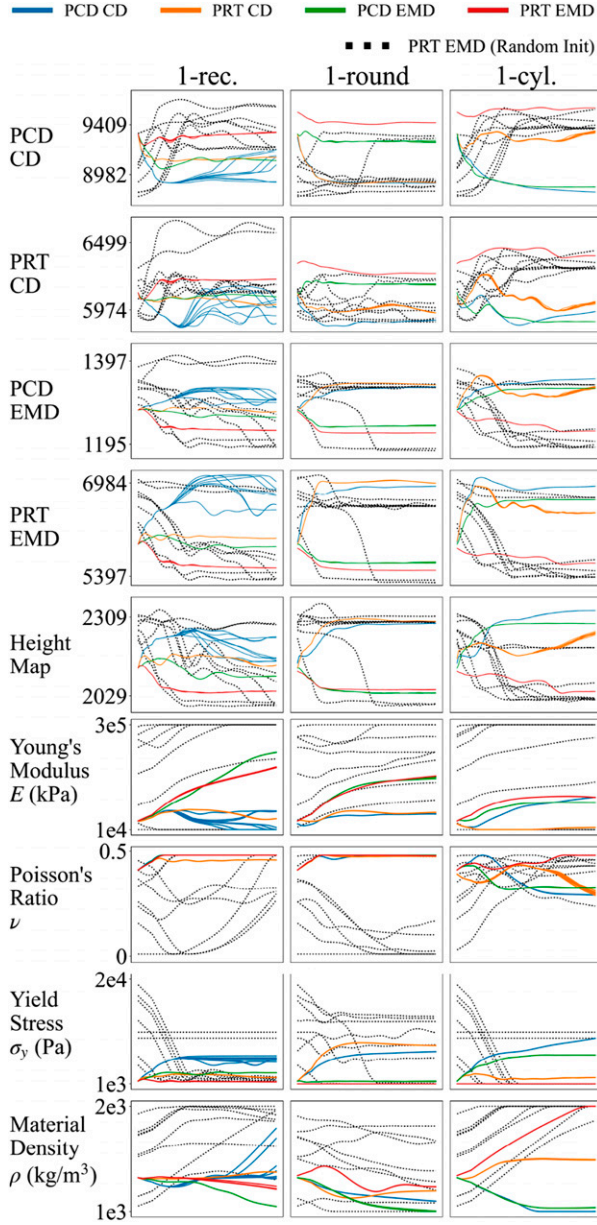 PCD CD PRT CD PCD EMD PRT EMD
PRT EMD (Random Init)
1-rec. 1-round 1-cyl.
PCD
CD
9409
8982
PRT
CD
6499
5974
PCD
EMD
1397
1195
PRT
EMD
6984
5397
Height
Map
2309
2029
Young's
Modulus
E (kPa)
3e5
1e4
Poisson's
Ratio
ν
0.5
0
Yield
Stress
σy (Pa)
2e4
1e3
Material
Density
ρ (kg/m³)
2e3
1e3